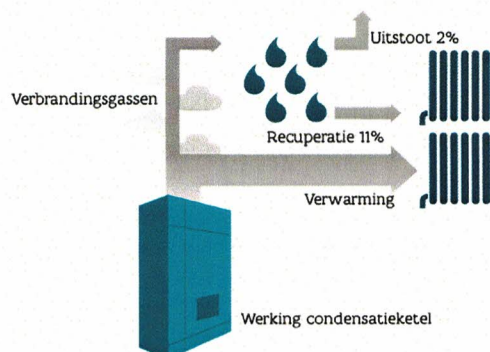 Uitstoot 2%
Verbrandingsgassen
Recuperatie 11%
Verwarming
Werking condensatieketel